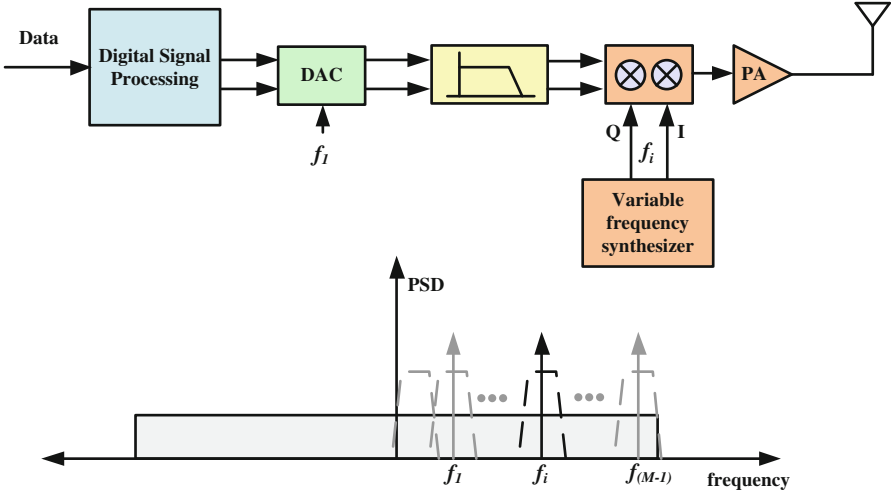 Data
Digital Signal
Processing
DAC
f1
PA
Q
I
fi
Variable
frequency
synthesizer
PSD
f1
fi
f(M-1)
frequency